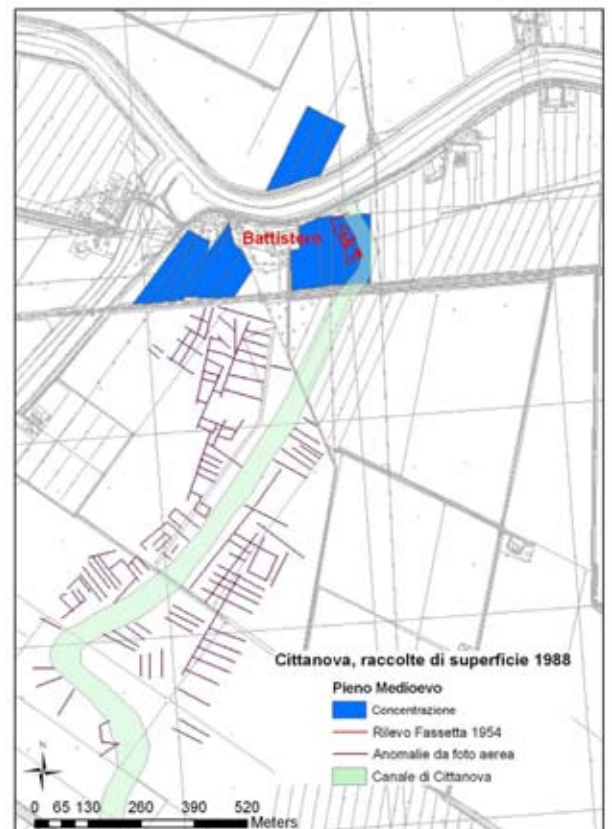 Battistero
Cittanova, raccolte di superficie 1988
Pieno Medioevo
Concentrazione
Rilevo Fassetta 1954
Anomalie da foto aerea
Canale di Cittanova
N
0 65 130 260 390 520
Meters